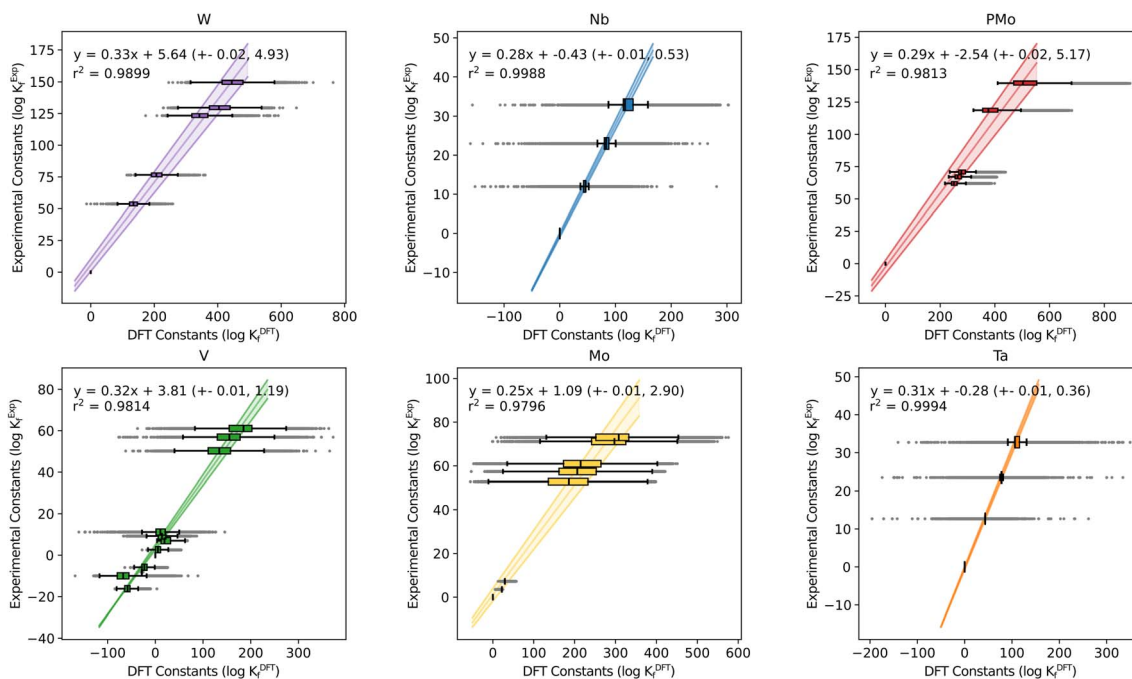 W
y = 0.33x + 5.64 (+- 0.02, 4.93)
r² = 0.9899
175
150
125
100
75
50
25
0
Experimental Constants (log K_f^Exp)
0 200 400 600 800
DFT Constants (log K_f^DFT)
Nb
y = 0.28x + -0.43 (+- 0.01, 0.53)
r² = 0.9988
50
40
30
20
10
0
−10
Experimental Constants (log K_f^Exp)
−100 0 100 200 300
DFT Constants (log K_f^DFT)
PMo
y = 0.29x + -2.54 (+- 0.02, 5.17)
r² = 0.9813
175
150
125
100
75
50
25
0
−25
Experimental Constants (log K_f^Exp)
0 200 400 600 800
DFT Constants (log K_f^DFT)
V
y = 0.32x + 3.81 (+- 0.01, 1.19)
r² = 0.9814
80
60
40
20
0
−20
−40
Experimental Constants (log K_f^Exp)
−100 0 100 200 300
DFT Constants (log K_f^DFT)
Mo
y = 0.25x + 1.09 (+- 0.01, 2.90)
r² = 0.9796
100
80
60
40
20
0
Experimental Constants (log K_f^Exp)
0 100 200 300 400 500 600
DFT Constants (log K_f^DFT)
Ta
y = 0.31x + -0.28 (+- 0.01, 0.36)
r² = 0.9994
50
40
30
20
10
0
−10
Experimental Constants (log K_f^Exp)
−200 −100 0 100 200 300
DFT Constants (log K_f^DFT)